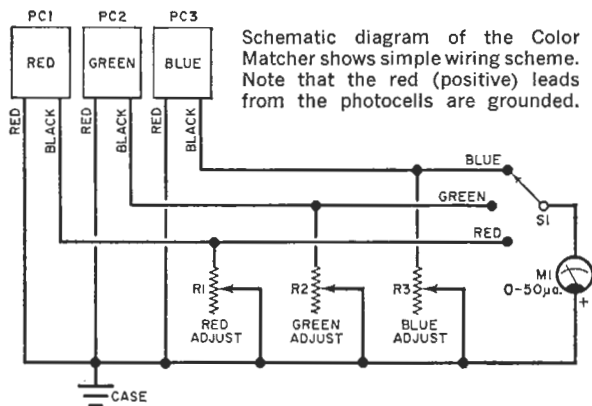 PC1 PC2 PC3
Schematic diagram of the Color
Matcher shows simple wiring scheme.
Note that the red (positive) leads
from the photocells are grounded.
RED GREEN BLUE
RED BLACK RED BLACK RED BLACK
BLUE
GREEN
S1
RED
M1
0-50µa.
+
R1 R2 R3
RED
ADJUST
GREEN
ADJUST
BLUE
ADJUST
CASE